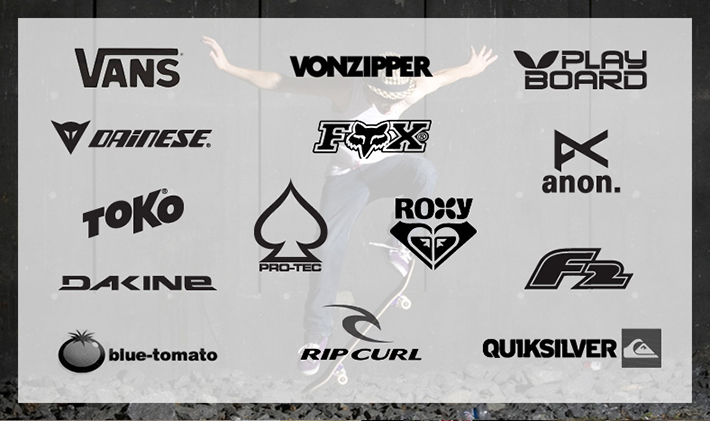 VANS
VONZIPPER
PLAY
BOARD
DAINESE®
FOX®
anon.
TOKO®
PRO-TEC
ROXY
DAKINE
F2
blue-tomato
RIP CURL
QUIKSILVER